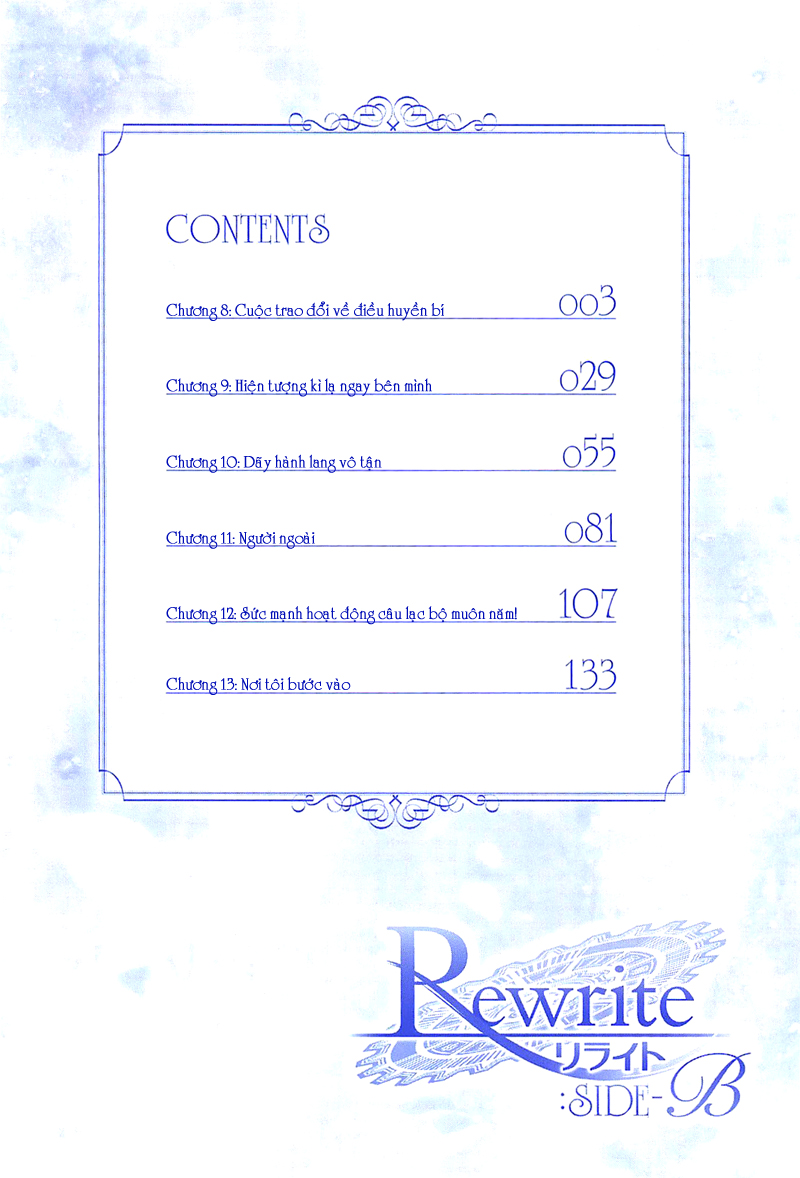 CONTENTS
Chương 8: Cuộc trao đổi về điều huyền bí 003
Chương 9: Hiện tượng kì lạ ngay bên mình 029
Chương 10: Dãy hành lang vô tận 055
Chương 11: Người ngoài 081
Chương 12: Sức mạnh hoạt động câu lạc bộ muôn năm! 107
Chương 13: Nơi tôi bước vào 133
Rewrite
リライト
:SIDE-B